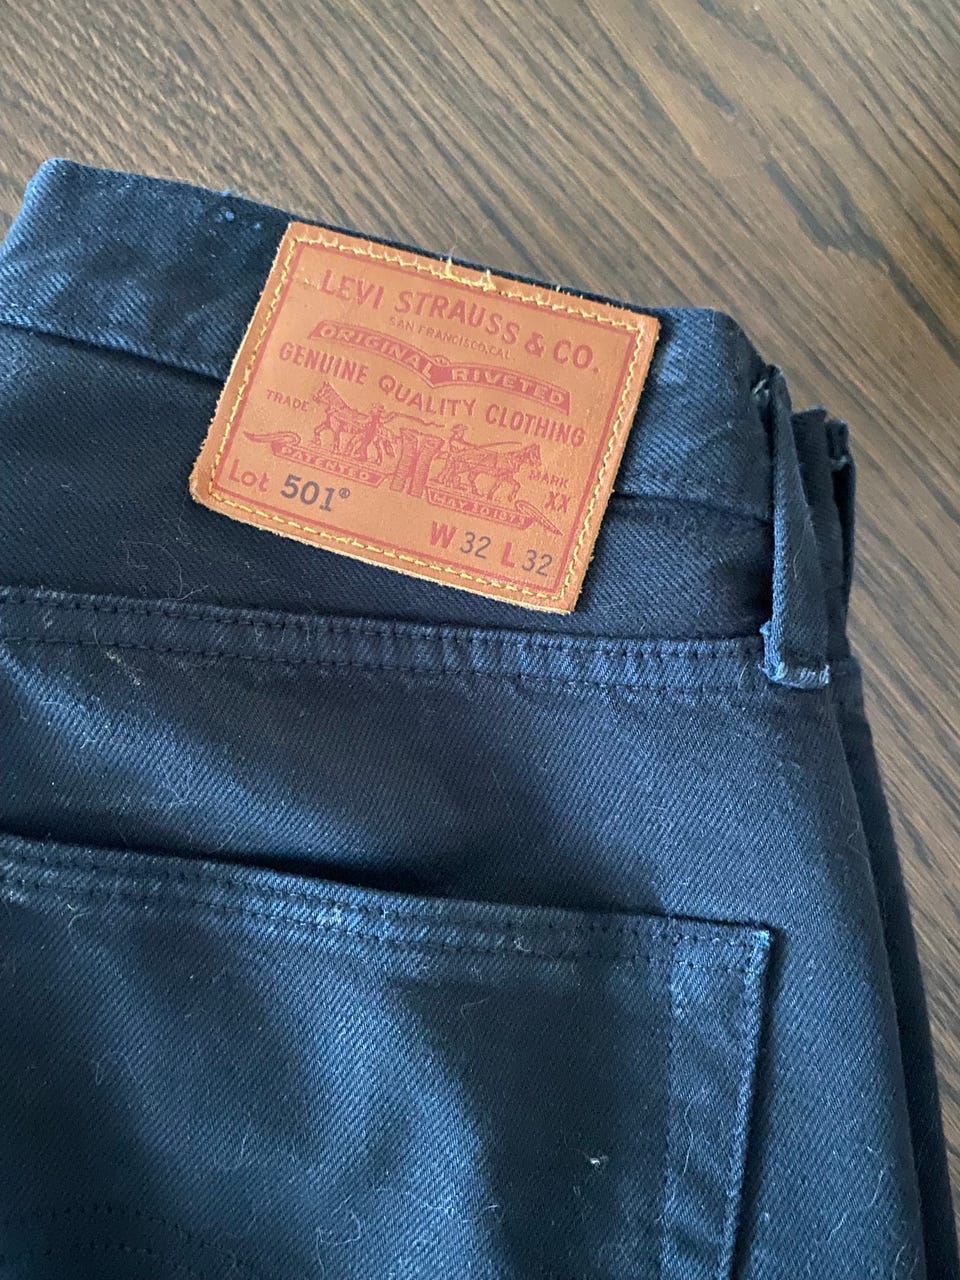 LEVI STRAUSS & CO.
SAN FRANCISCO, CAL.
ORIGINAL RIVETED
GENUINE QUALITY CLOTHING
TRADE MARK
PATENTED MAY 20 1873
XX
Lot 501®
W 32 L 32